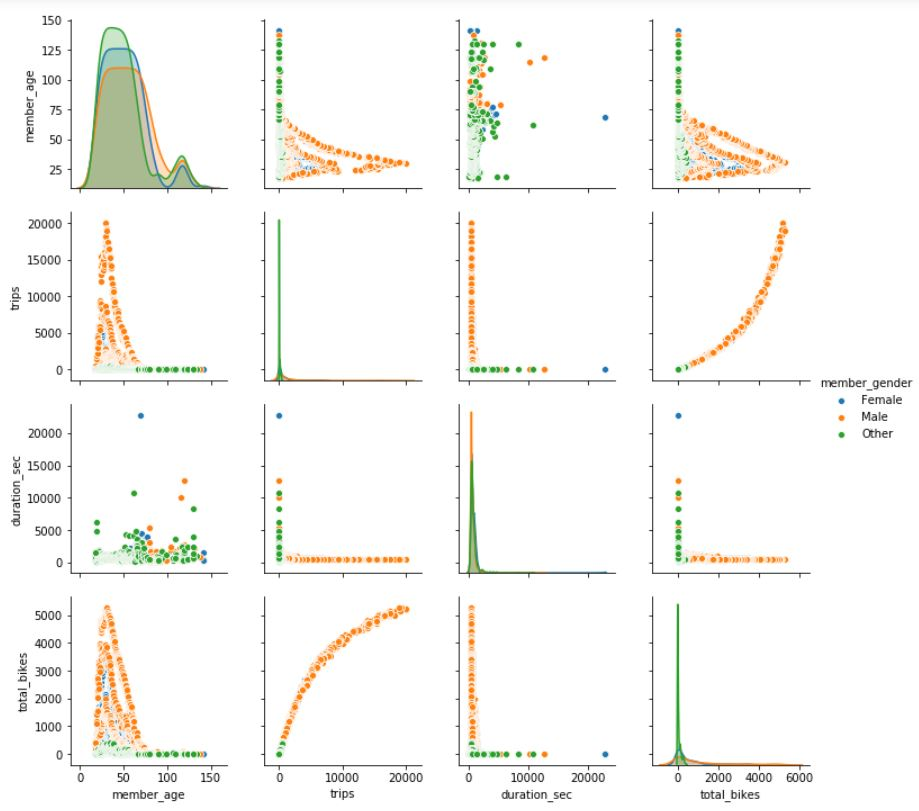 150
125
100
75
50
25
member_age
20000
15000
10000
5000
0
trips
member_gender
Female
Male
Other
20000
15000
10000
5000
0
duration_sec
5000
4000
3000
2000
1000
0
total_bikes
0 50 100 150 0 10000 20000 0 10000 20000 0 2000 4000 6000
member_age trips duration_sec total_bikes